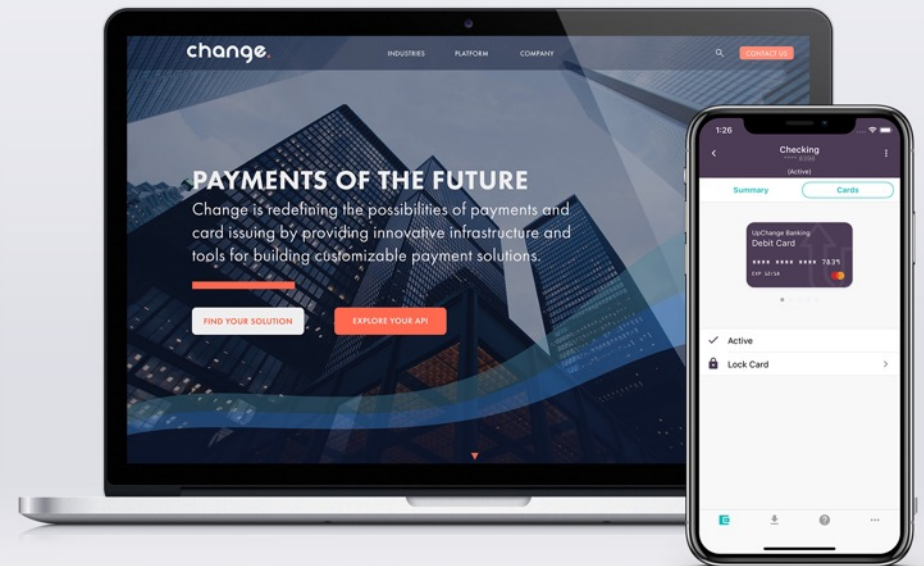 change.
INDUSTRIES PLATFORM COMPANY
CONTACT US
PAYMENTS OF THE FUTURE
Change is redefining the possibilities of payments and
card issuing by providing innovative infrastructure and
tools for building customizable payment solutions.
FIND YOUR SOLUTION EXPLORE YOUR API
1:26
Checking
**** 8398
(Active)
Summary Cards
UpChange Banking
Debit Card
**** **** **** 7839
Active
Lock Card